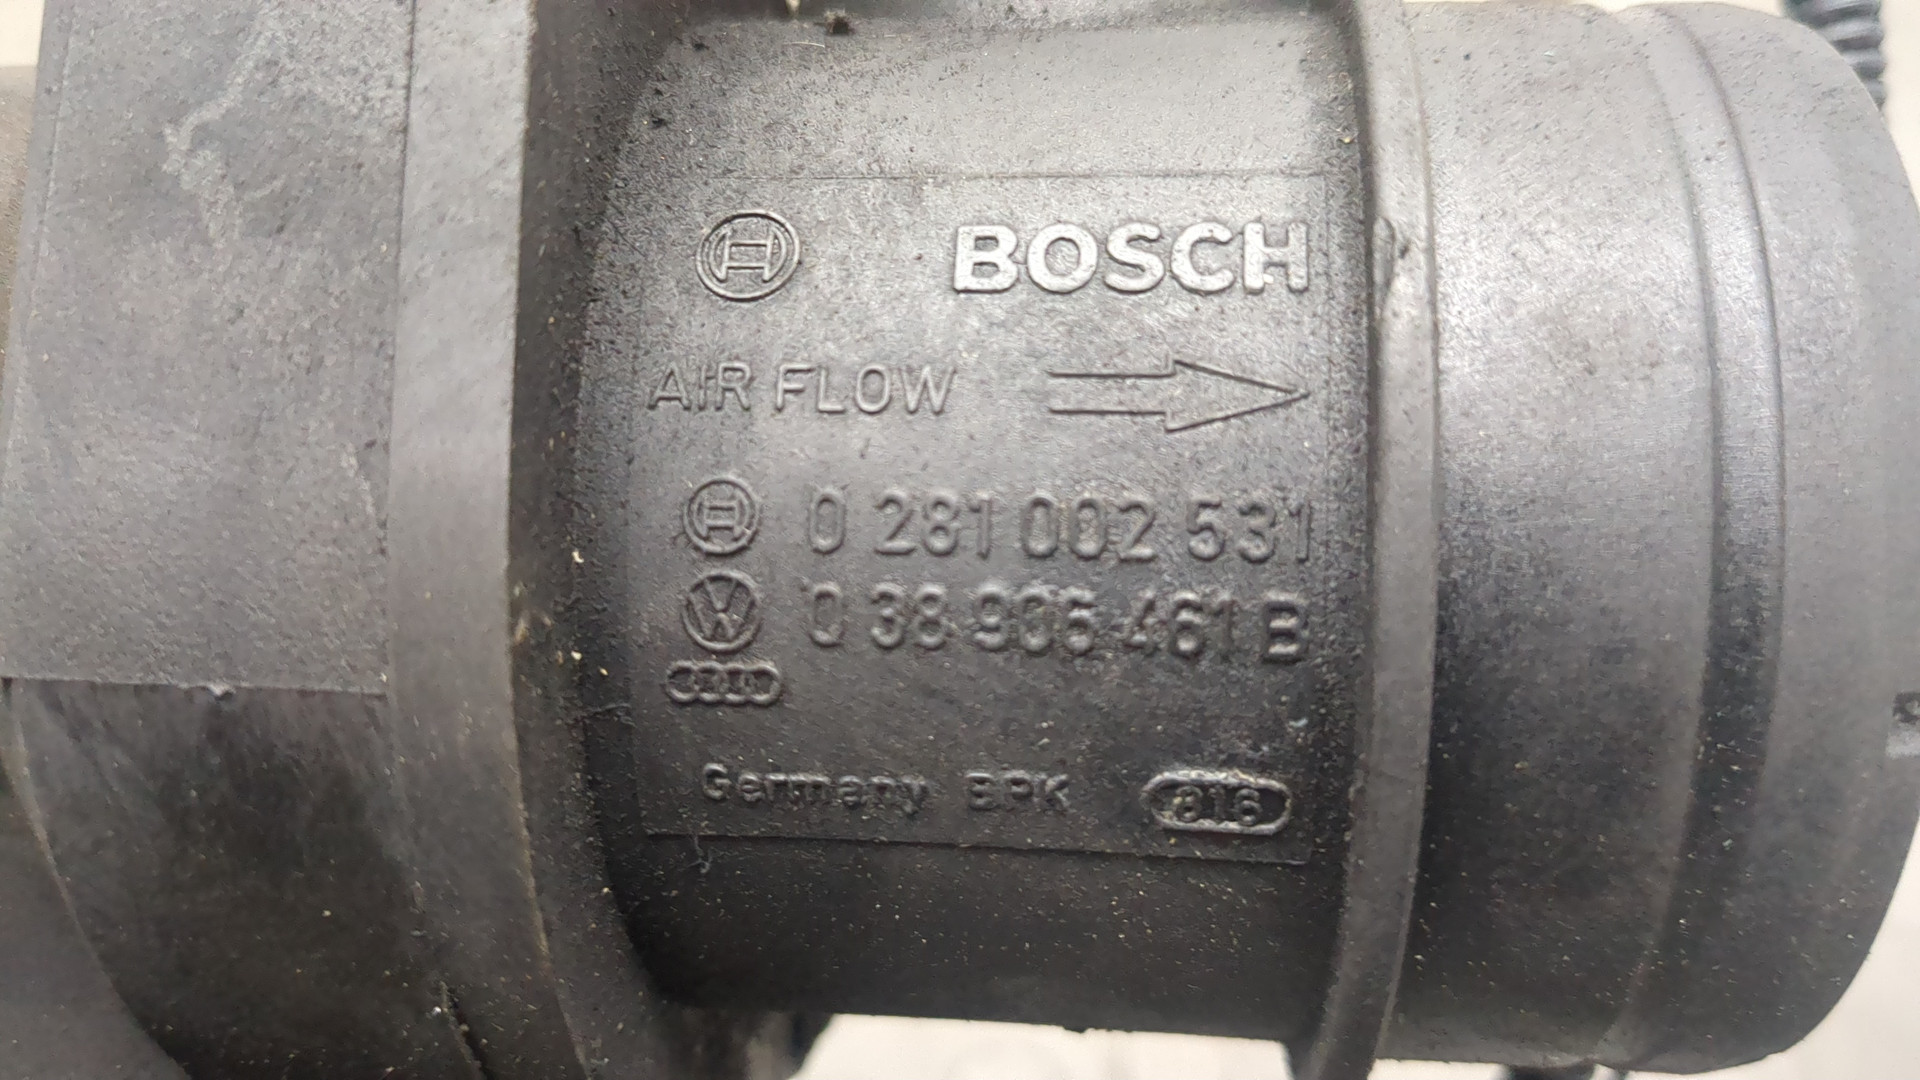 BOSCH
AIR FLOW
0 281 002 531
0 38 906 461 B
Germany BPK 816